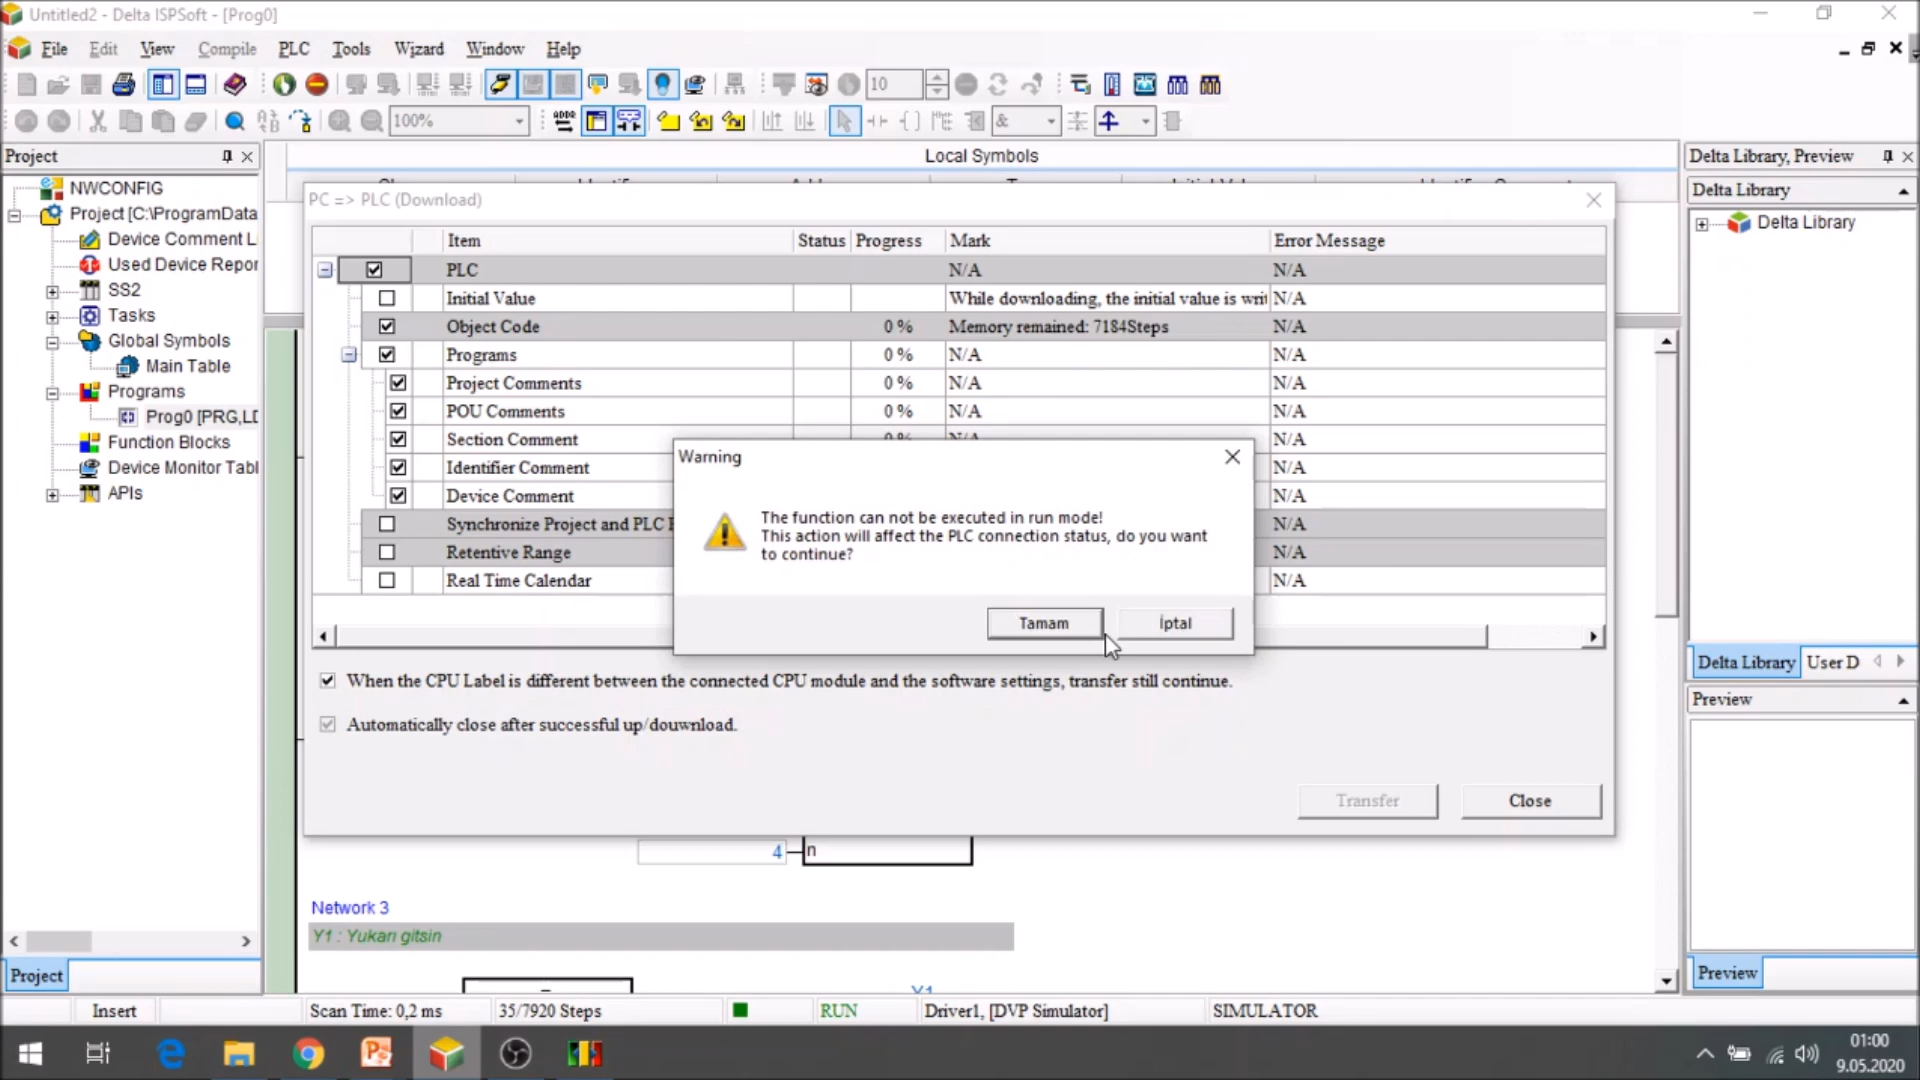 Untitled2 - Delta ISPSoft - [Prog0]
File Edit View Compile PLC Tools Wizard Window Help
10
100%
ADDR
&
Project
NWCONFIG
Project [C:\ProgramData
Device Comment L
Used Device Repor
SS2
Tasks
Global Symbols
Main Table
Programs
Prog0 [PRG,LD
Function Blocks
Device Monitor Tabl
APIs
Project
Local Symbols
PC => PLC (Download)
Item Status Progress Mark Error Message
PLC N/A N/A
Initial Value While downloading, the initial value is writ N/A
Object Code 0 % Memory remained: 7184Steps N/A
Programs 0 % N/A N/A
Project Comments 0 % N/A N/A
POU Comments 0 % N/A N/A
Section Comment 0 % N/A N/A
Identifier Comment N/A
Device Comment N/A
Synchronize Project and PLC N/A
Retentive Range N/A
Real Time Calendar N/A
Warning
The function can not be executed in run mode!
This action will affect the PLC connection status, do you want
to continue?
Tamam İptal
When the CPU Label is different between the connected CPU module and the software settings, transfer still continue.
Automatically close after successful up/douwnload.
Transfer Close
4 n
Network 3
Y1 : Yukarı gitsin
Y1
Delta Library, Preview
Delta Library
Delta Library
Delta Library User D
Preview
Preview
Insert Scan Time: 0,2 ms 35/7920 Steps RUN Driver1, [DVP Simulator] SIMULATOR
01:00
9.05.2020